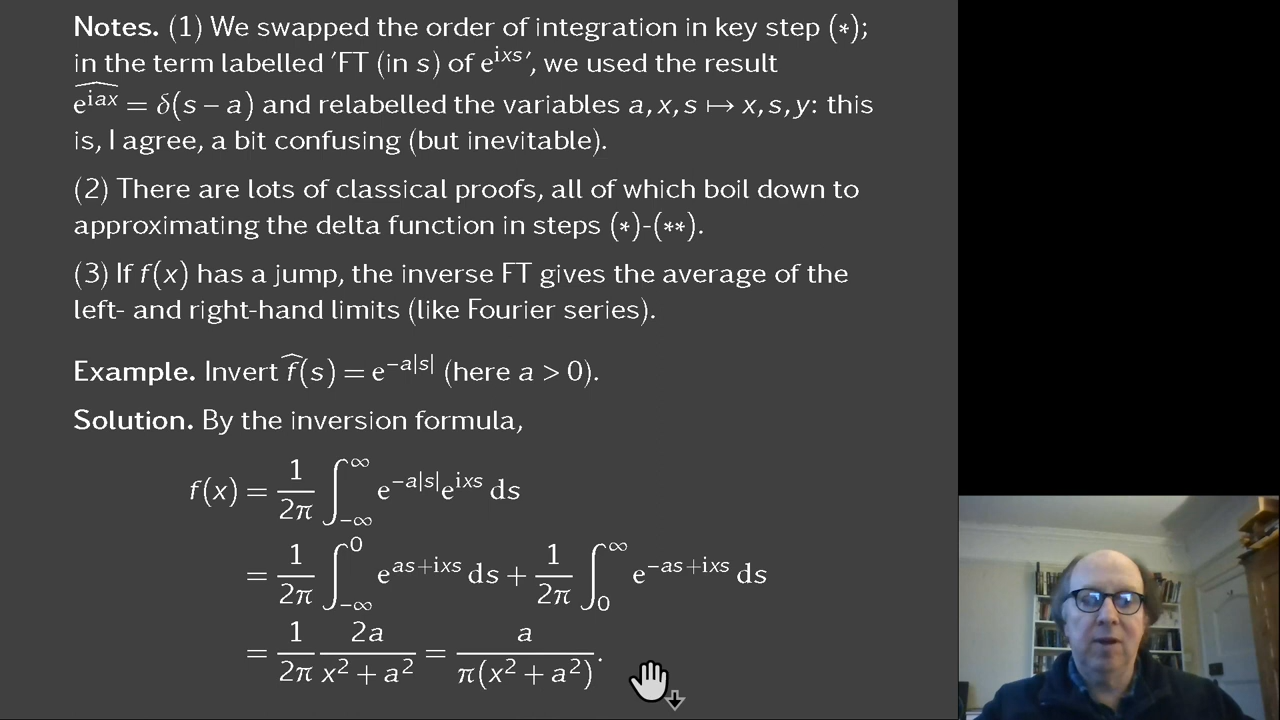 Notes. (1) We swapped the order of integration in key step (∗);
in the term labelled 'FT (in s) of e^{ixs}', we used the result
\widehat{e^{iax}} = δ(s – a) and relabelled the variables a, x, s ↦ x, s, y: this
is, I agree, a bit confusing (but inevitable).
(2) There are lots of classical proofs, all of which boil down to
approximating the delta function in steps (∗)-(∗∗).
(3) If f(x) has a jump, the inverse FT gives the average of the
left- and right-hand limits (like Fourier series).
Example. Invert \widehat{f}(s) = e^{–a|s|} (here a > 0).
Solution. By the inversion formula,
f(x) = \frac{1}{2π} ∫_{–∞}^{∞} e^{–a|s|} e^{ixs} ds
= \frac{1}{2π} ∫_{–∞}^{0} e^{as+ixs} ds + \frac{1}{2π} ∫_{0}^{∞} e^{–as+ixs} ds
= \frac{1}{2π} \frac{2a}{x^2 + a^2} = \frac{a}{π(x^2 + a^2)}.